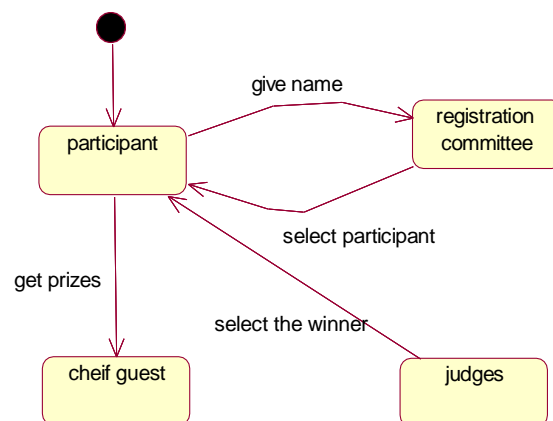 give name
participant
registration
committee
select participant
get prizes
select the winner
cheif guest
judges